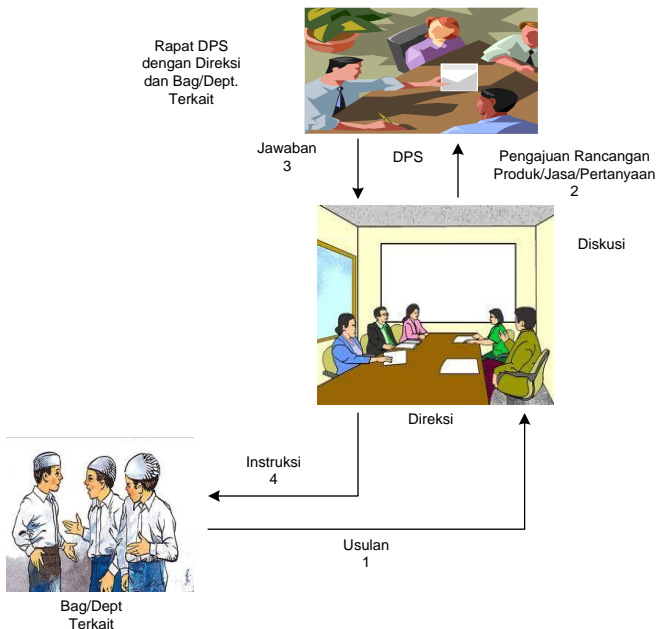 Rapat DPS
dengan Direksi
dan Bag/Dept.
Terkait
Jawaban
3
DPS
Pengajuan Rancangan
Produk/Jasa/Pertanyaan
2
Diskusi
Direksi
Instruksi
4
Usulan
1
Bag/Dept
Terkait